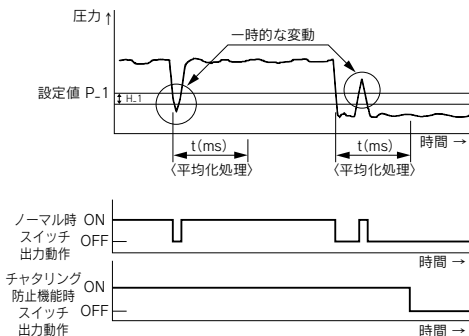 圧力 ↑
一時的な変動
設定値 P_1
H_1
時間 →
t(ms)
t(ms)
〈平均化処理〉
〈平均化処理〉
ノーマル時
スイッチ
出力動作
ON
OFF
時間 →
チャタリング
防止機能時
スイッチ
出力動作
ON
OFF
時間 →